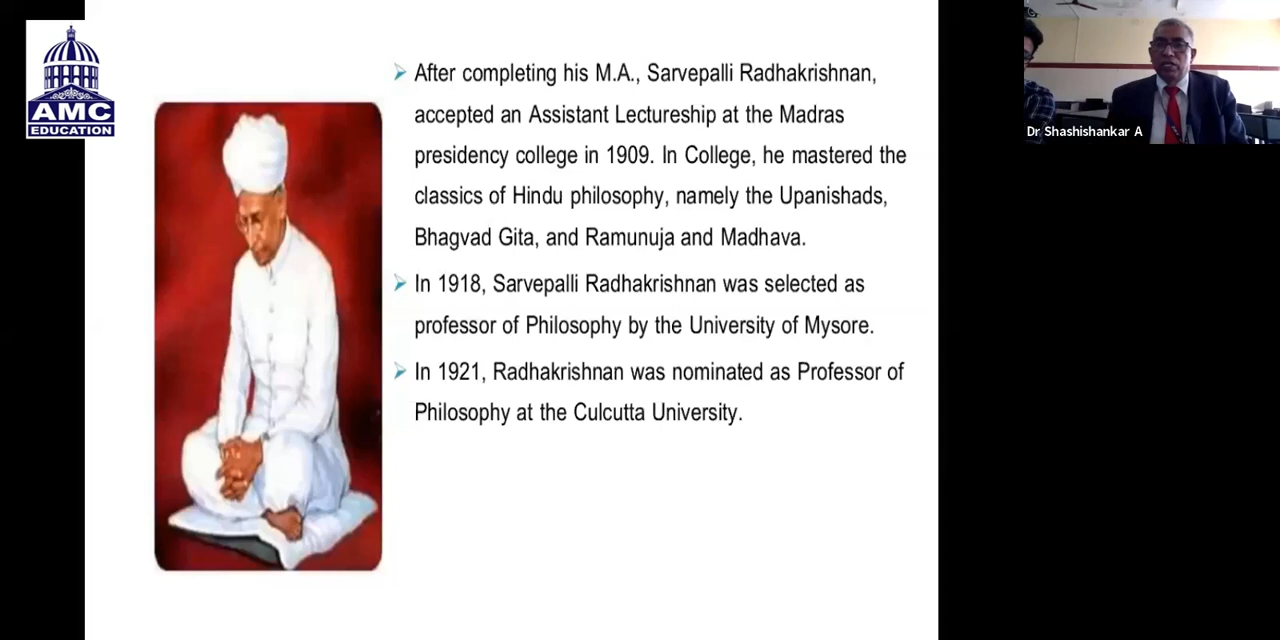 AMC
EDUCATION
After completing his M.A., Sarvepalli Radhakrishnan,
accepted an Assistant Lectureship at the Madras
presidency college in 1909. In College, he mastered the
classics of Hindu philosophy, namely the Upanishads,
Bhagvad Gita, and Ramunuja and Madhava.
In 1918, Sarvepalli Radhakrishnan was selected as
professor of Philosophy by the University of Mysore.
In 1921, Radhakrishnan was nominated as Professor of
Philosophy at the Culcutta University.
Dr Shashishankar A